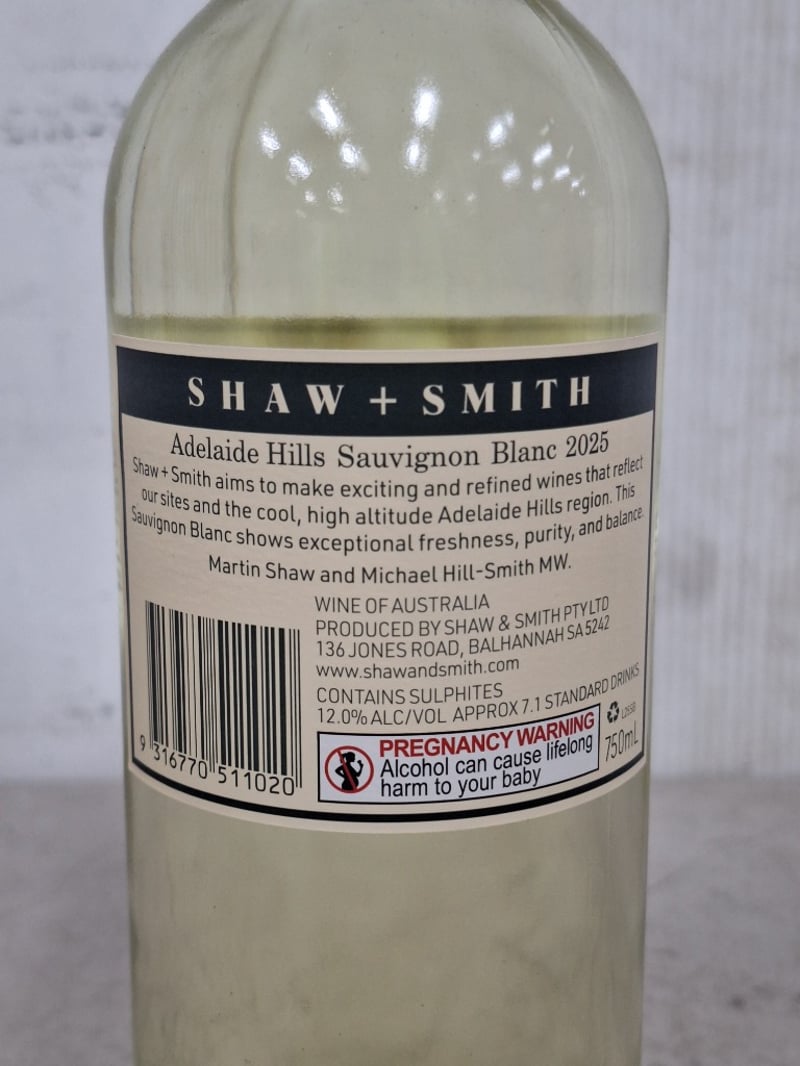 SHAW + SMITH
Adelaide Hills Sauvignon Blanc 2025
Shaw + Smith aims to make exciting and refined wines that reflect
our sites and the cool, high altitude Adelaide Hills region. This
Sauvignon Blanc shows exceptional freshness, purity, and balance.
Martin Shaw and Michael Hill-Smith MW.
WINE OF AUSTRALIA
PRODUCED BY SHAW & SMITH PTY LTD
136 JONES ROAD, BALHANNAH SA 5242
www.shawandsmith.com
CONTAINS SULPHITES
12.0% ALC/VOL APPROX 7.1 STANDARD DRINKS
PREGNANCY WARNING
Alcohol can cause lifelong
harm to your baby
750mL
9 316770 511020